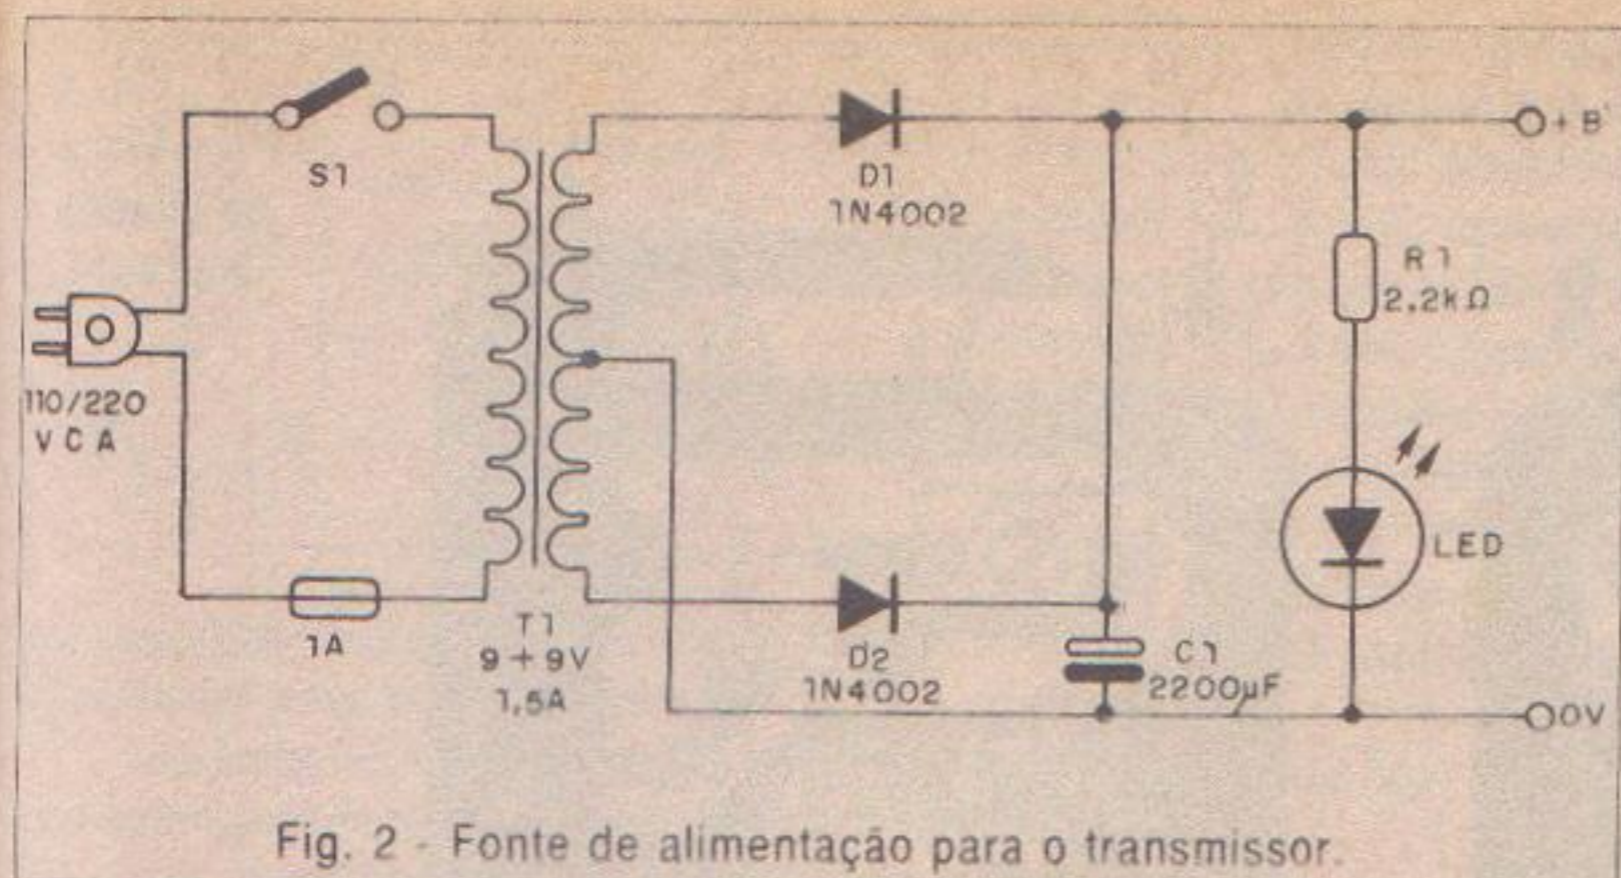 S1
D1
1N4002
+ B
R1
2.2kΩ
110/220
V C A
LED
1A
T1
9+9V
1,5A
D2
1N4002
C1
2200µF
0V
Fig. 2 - Fonte de alimentação para o transmissor.